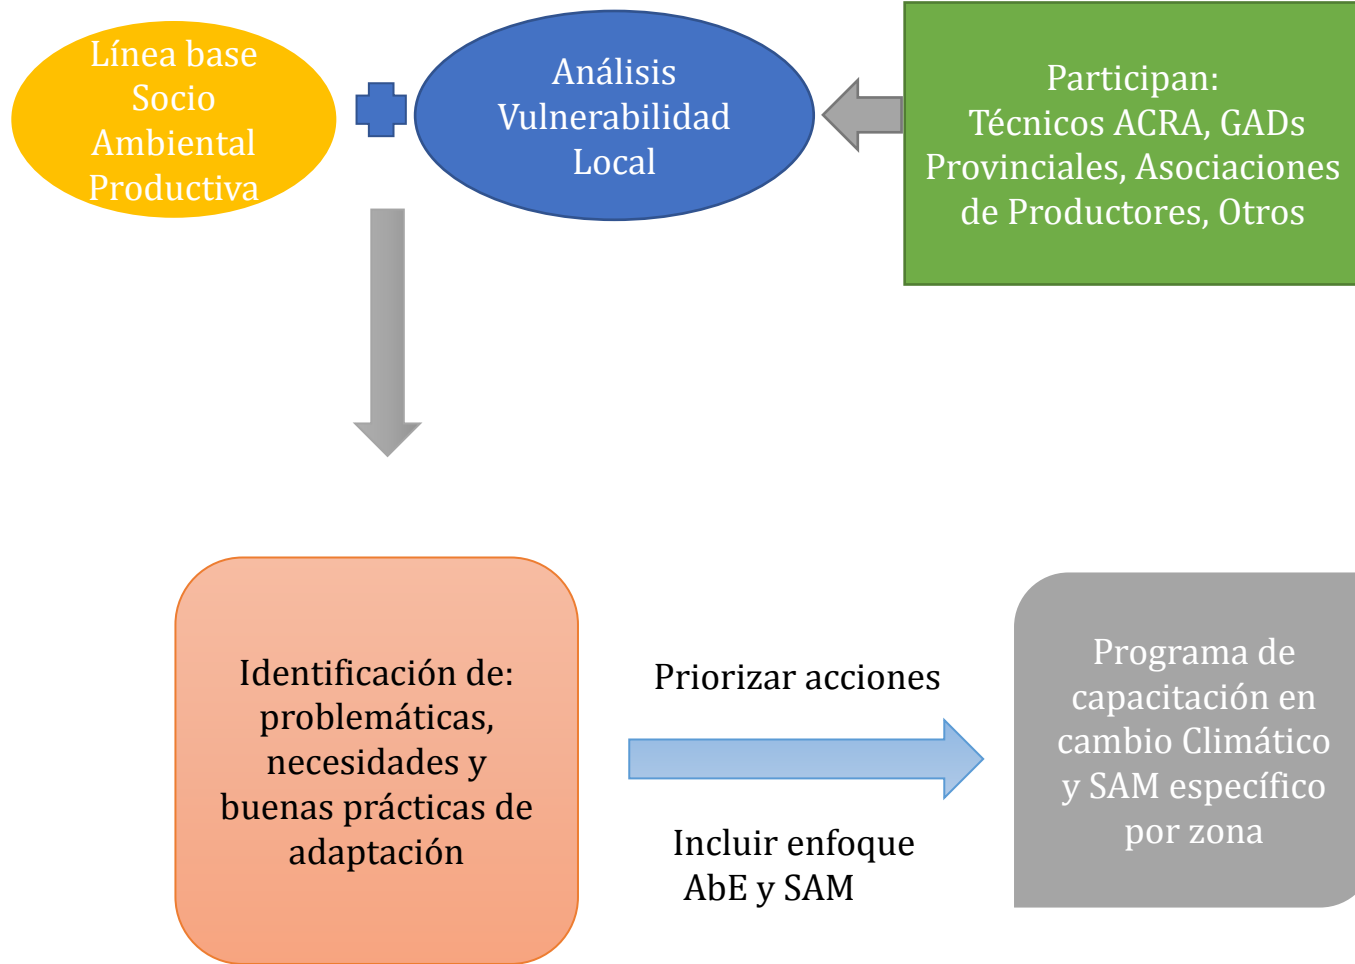 Línea base
Socio
Ambiental
Productiva
Análisis
Vulnerabilidad
Local
Participan:
Técnicos ACRA, GADs
Provinciales, Asociaciones
de Productores, Otros
Identificación de:
problemáticas,
necesidades y
buenas prácticas de
adaptación
Priorizar acciones
Incluir enfoque
AbE y SAM
Programa de
capacitación en
cambio Climático
y SAM específico
por zona